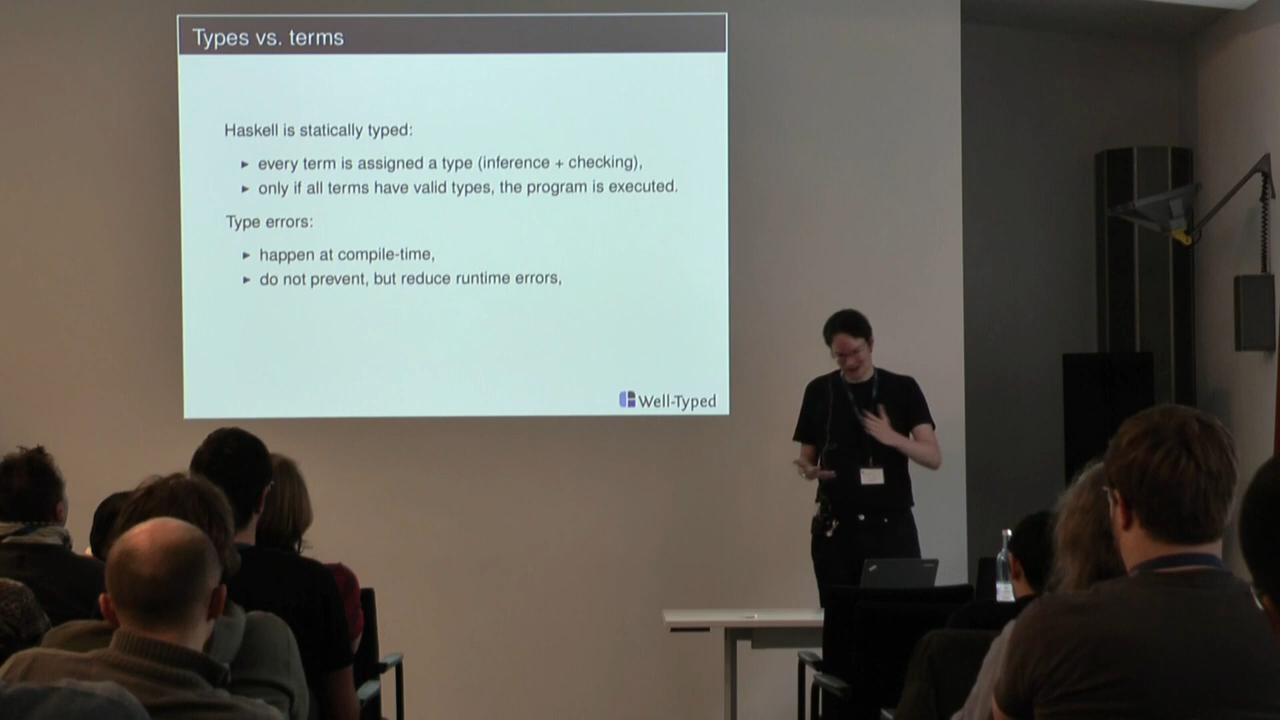 Types vs. terms
Haskell is statically typed:
▸ every term is assigned a type (inference + checking),
▸ only if all terms have valid types, the program is executed.
Type errors:
▸ happen at compile-time,
▸ do not prevent, but reduce runtime errors,
Well-Typed